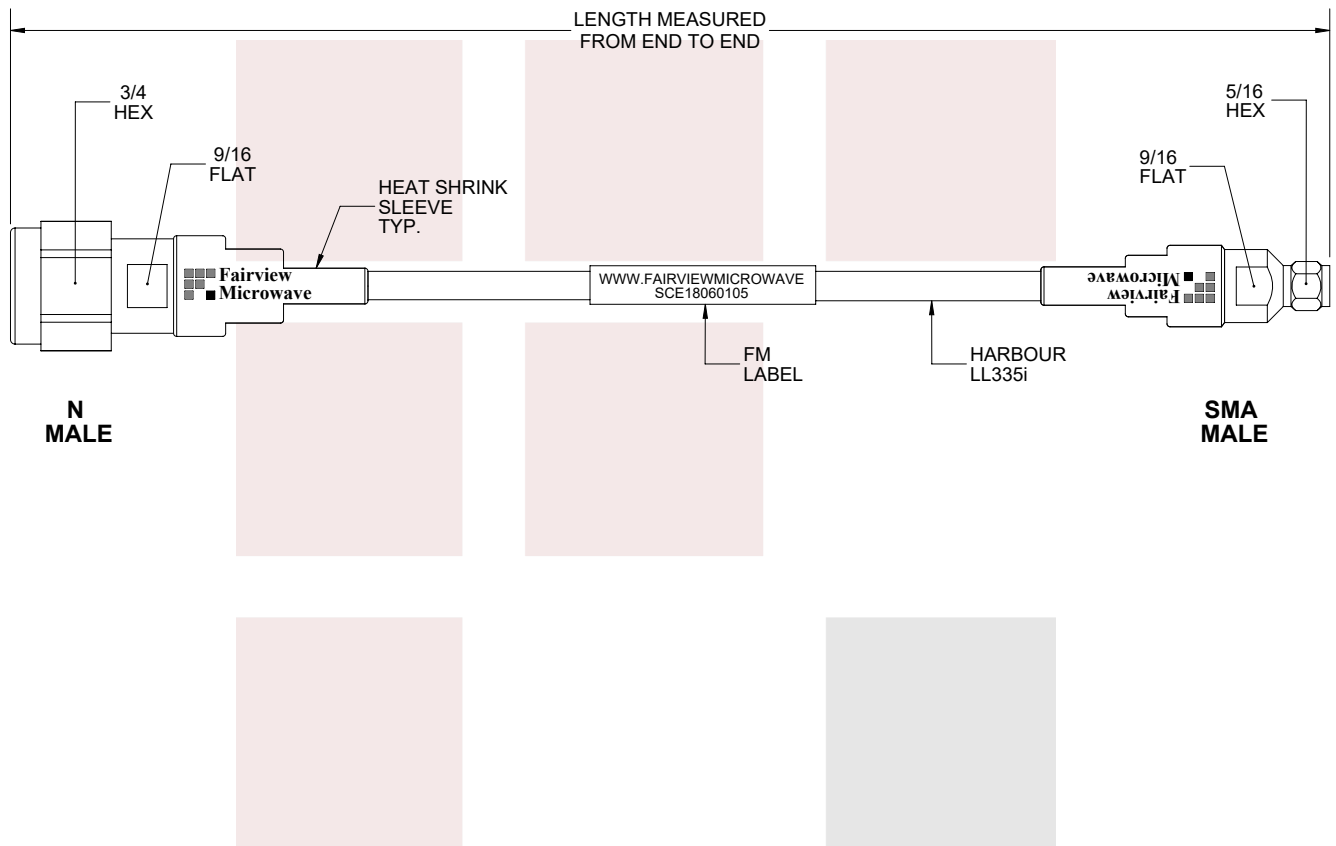 LENGTH MEASURED
FROM END TO END
3/4
HEX
5/16
HEX
9/16
FLAT
9/16
FLAT
HEAT SHRINK
SLEEVE
TYP.
Fairview
Microwave
WWW.FAIRVIEWMICROWAVE
SCE18060105
Fairview
Microwave
FM
LABEL
HARBOUR
LL335i
N
MALE
SMA
MALE